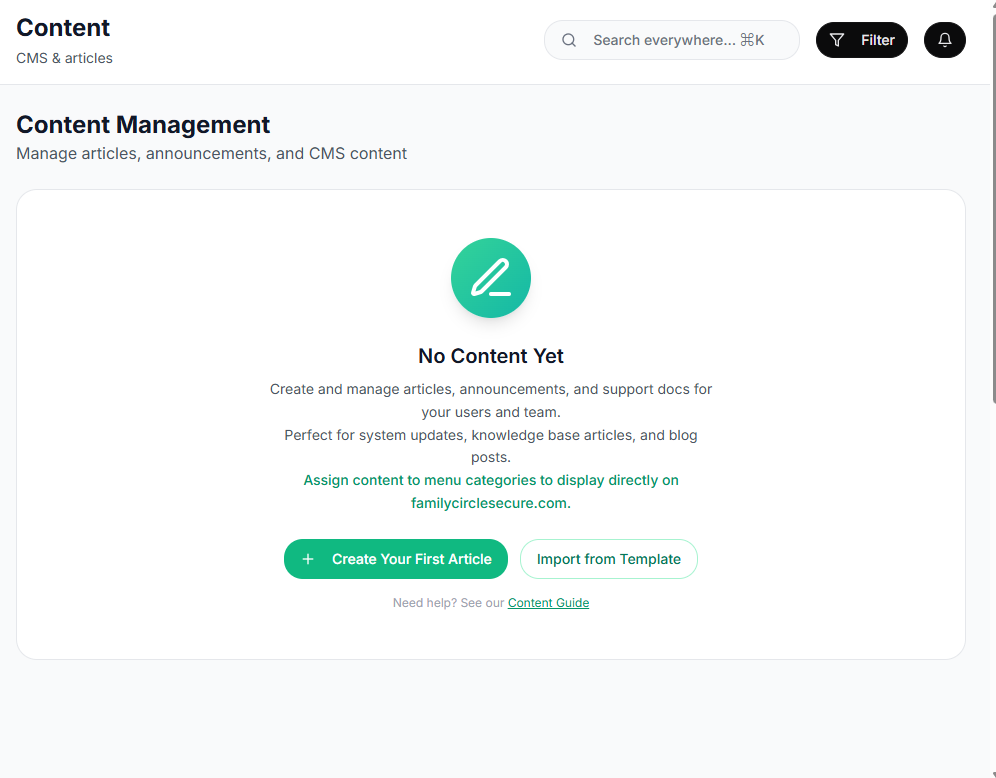 Content
CMS & articles
Search everywhere... ⌘K
Filter
Content Management
Manage articles, announcements, and CMS content
No Content Yet
Create and manage articles, announcements, and support docs for
your users and team.
Perfect for system updates, knowledge base articles, and blog
posts.
Assign content to menu categories to display directly on
familycirclesecure.com.
Create Your First Article
Import from Template
Need help? See our Content Guide